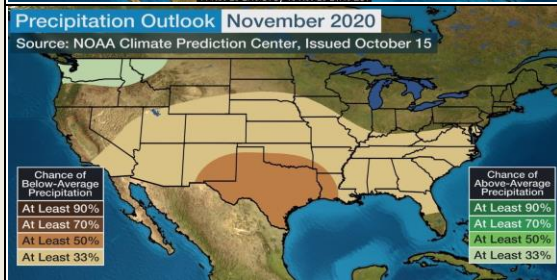 Precipitation Outlook November 2020
Source: NOAA Climate Prediction Center, Issued October 15
Chance of
Below-Average
Precipitation
At Least 90%
At Least 70%
At Least 50%
At Least 33%
Chance of
Above-Average
Precipitation
At Least 90%
At Least 70%
At Least 50%
At Least 33%